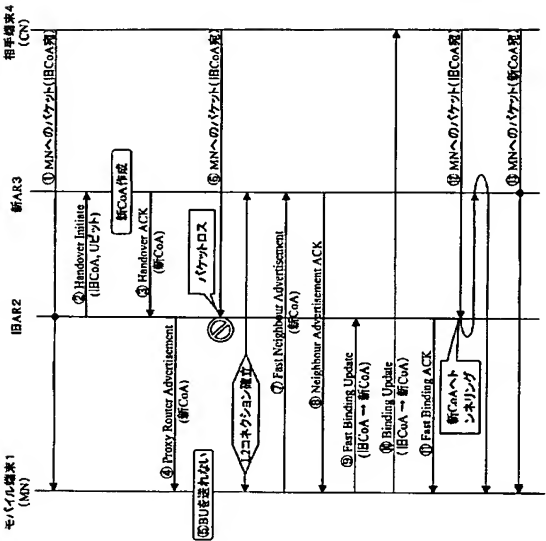 モバイル端末1
(MN)
旧AR2
新AR3
相手端末4
(CN)
① MNへのパケット(旧CoA宛)
② Handover Initiate
(旧CoA, Uビット)
新CoA作成
③ Handover ACK
(新CoA)
④ Proxy Router Advertisement
(新CoA)
⑤BUを送れない
パケットロス
⑥ MNへのパケット(旧CoA宛)
L2コネクション確立
⑦ Fast Neighbour Advertisement
(新CoA)
⑧ Neighbour Advertisement ACK
⑨ Fast Binding Update
(旧CoA → 新CoA)
⑩ Binding Update
(旧CoA → 新CoA)
⑪ Fast Binding ACK
新CoAへト
ンネリング
⑫ MNへのパケット(旧CoA宛)
⑬ MNへのパケット(新CoA宛)